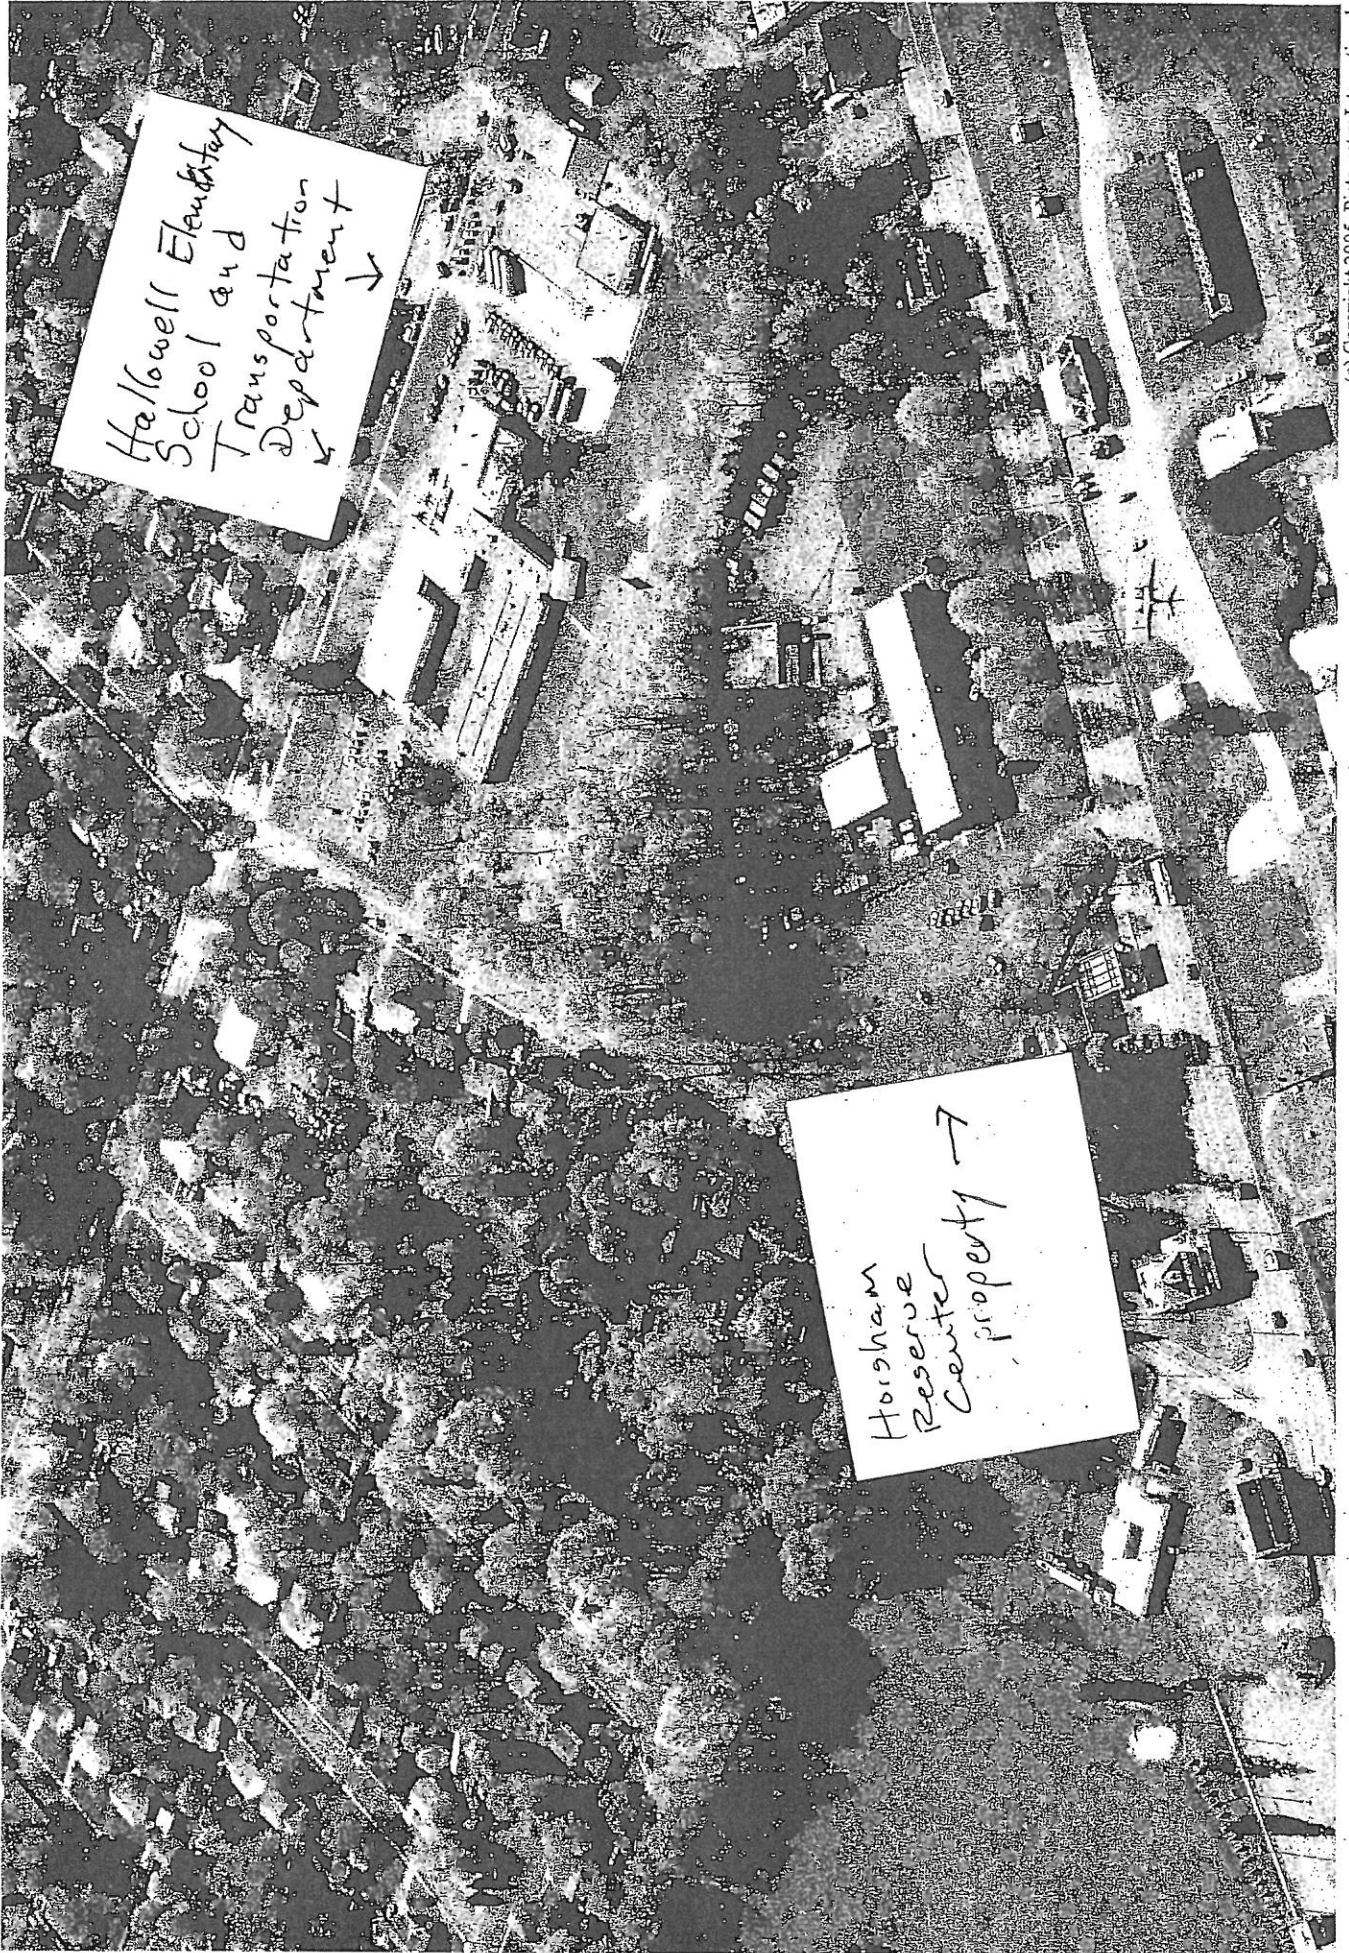 Hallowell Elementary
School and
Transportation
Department
Horsham
Reserve
Center
property